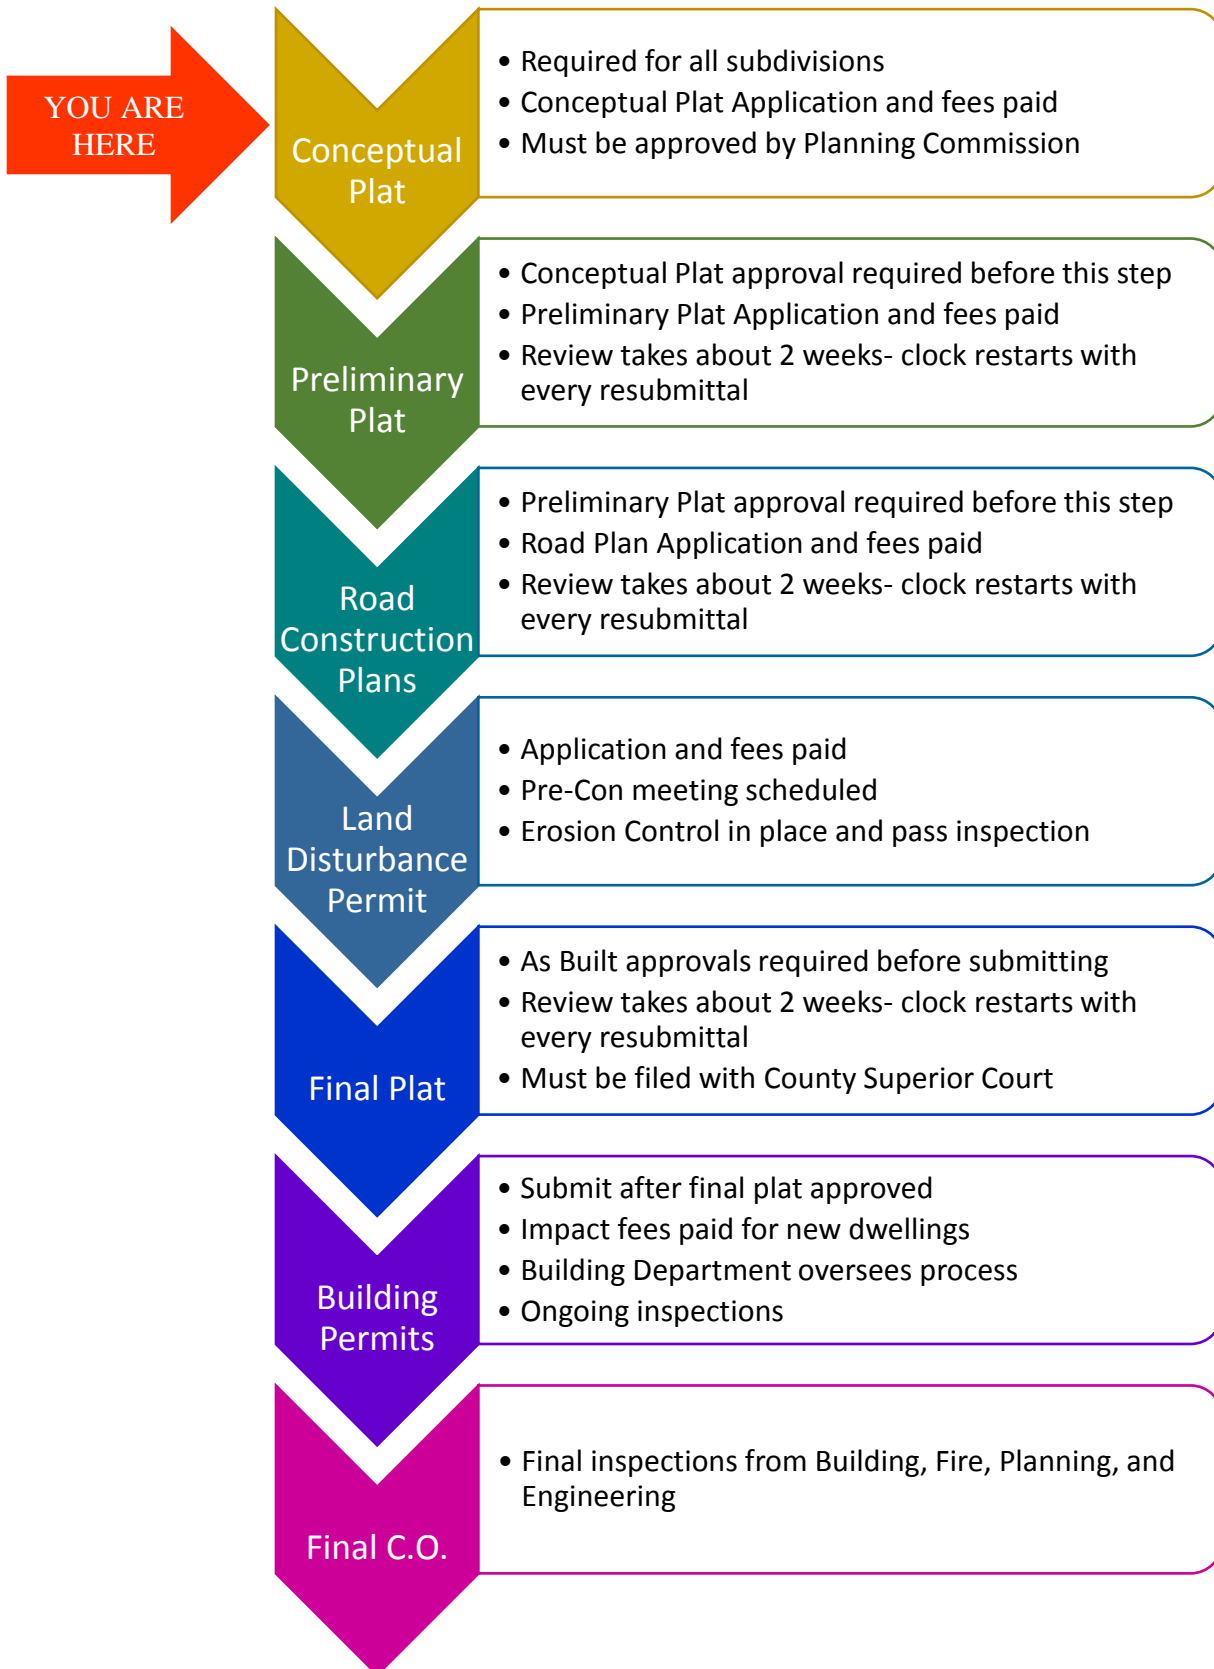 YOU ARE
HERE
Conceptual
Plat
• Required for all subdivisions
• Conceptual Plat Application and fees paid
• Must be approved by Planning Commission
Preliminary
Plat
• Conceptual Plat approval required before this step
• Preliminary Plat Application and fees paid
• Review takes about 2 weeks- clock restarts with
every resubmittal
Road
Construction
Plans
• Preliminary Plat approval required before this step
• Road Plan Application and fees paid
• Review takes about 2 weeks- clock restarts with
every resubmittal
Land
Disturbance
Permit
• Application and fees paid
• Pre-Con meeting scheduled
• Erosion Control in place and pass inspection
Final Plat
• As Built approvals required before submitting
• Review takes about 2 weeks- clock restarts with
every resubmittal
• Must be filed with County Superior Court
Building
Permits
• Submit after final plat approved
• Impact fees paid for new dwellings
• Building Department oversees process
• Ongoing inspections
Final C.O.
• Final inspections from Building, Fire, Planning, and
Engineering